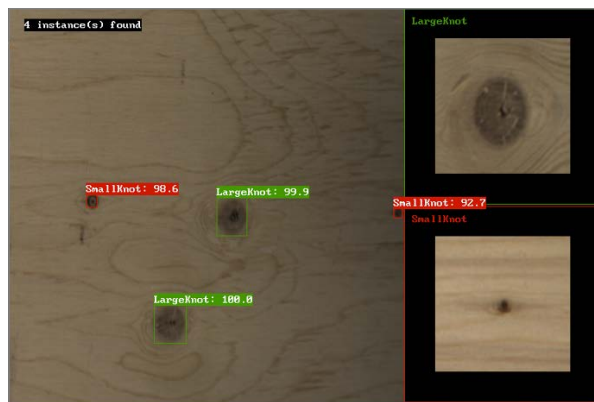 4 instance(s) found
LargeKnot
SmallKnot: 98.6
LargeKnot: 99.9
SmallKnot: 92.7
SmallKnot
LargeKnot: 100.0